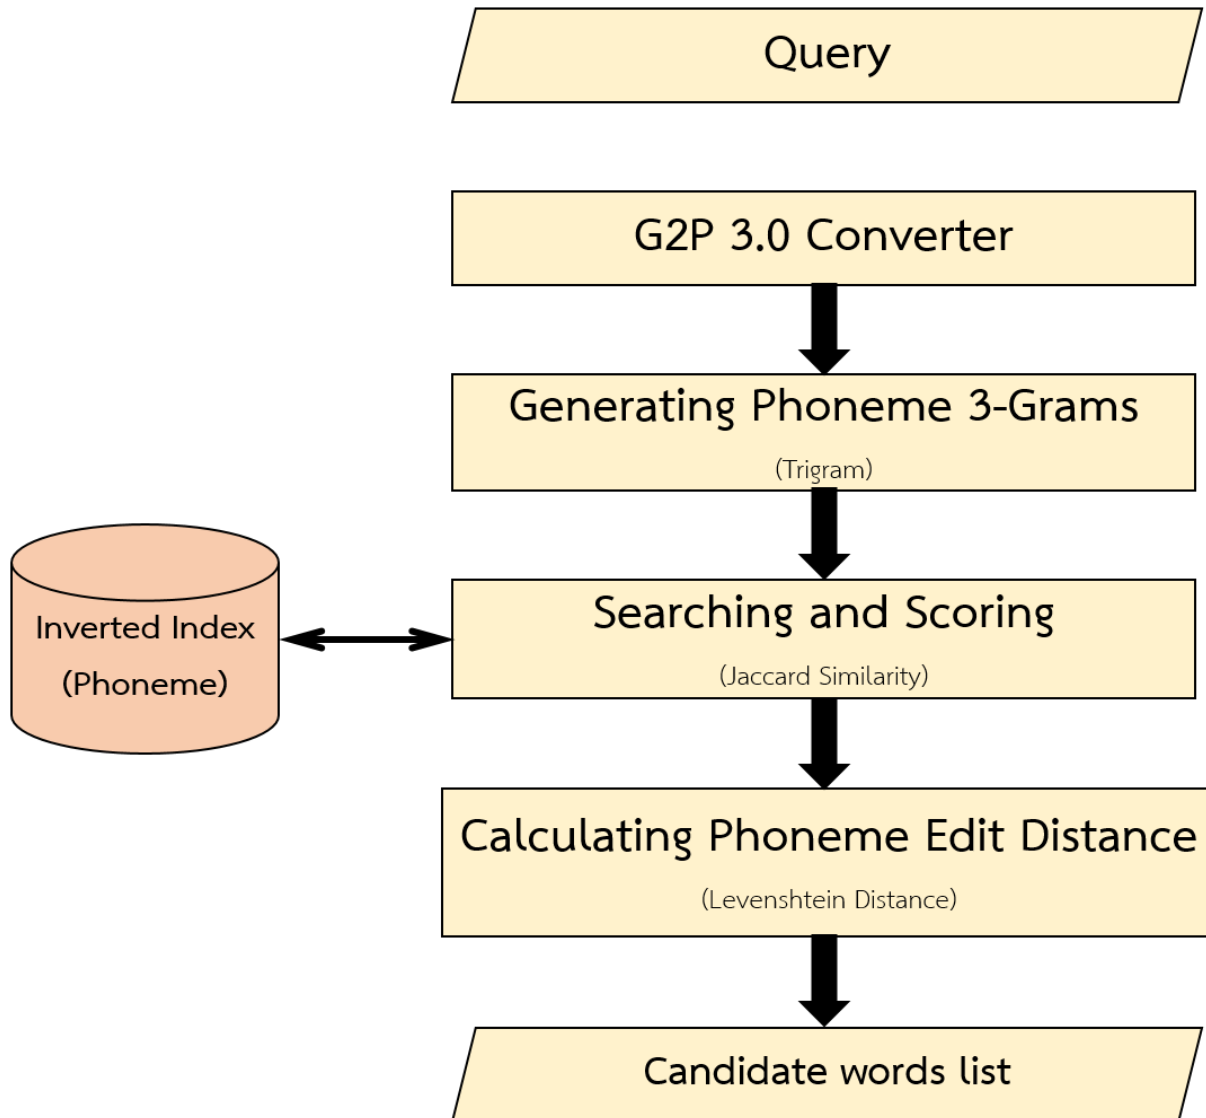 Query
G2P 3.0 Converter
Generating Phoneme 3-Grams
(Trigram)
Inverted Index
(Phoneme)
Searching and Scoring
(Jaccard Similarity)
Calculating Phoneme Edit Distance
(Levenshtein Distance)
Candidate words list